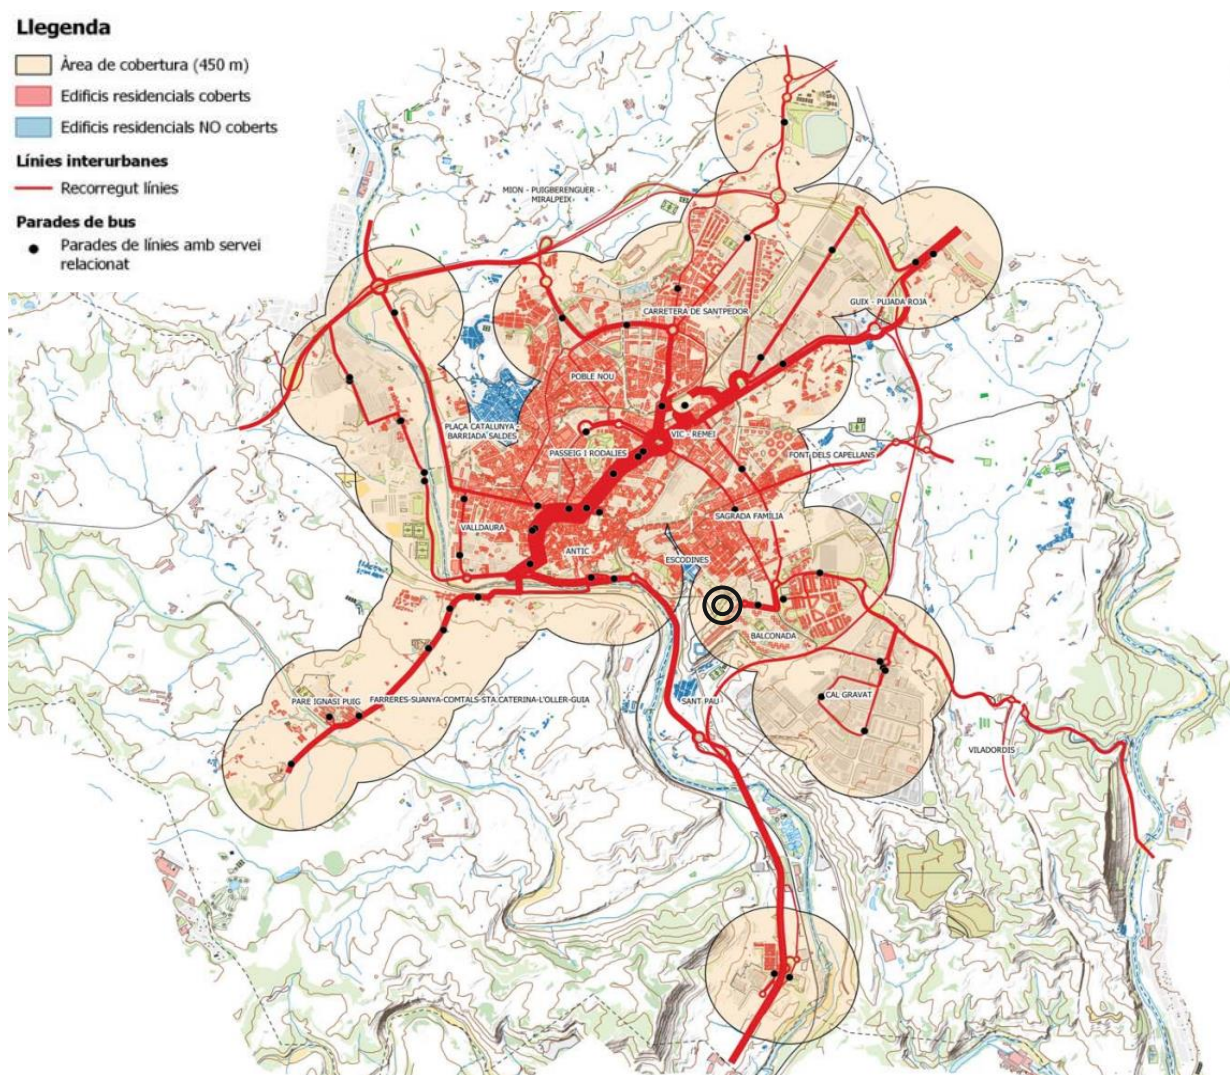 Llegenda
Àrea de cobertura (450 m)
Edificis residencials coberts
Edificis residencials NO coberts
Línies interurbanes
Recorregut línies
Parades de bus
Parades de línies amb servei
relacionat
MION - PUIGBERENGUER -
MIRALPEIX
GUIX - PUJADA ROJA
CARRETERA DE SANTPEDOR
POBLE NOU
PLAÇA CATALUNYA -
BARRIADA SALDES
VIC - REMEI
PASSEIG I RODALIES
FONT DELS CAPELLANS
SAGRADA FAMÍLIA
VALLDAURA
ANTIC
ESCODINES
BALCONADA
PARE IGNASI PUIG
FARRERES-SUANYA-COMTALS-STA.CATERINA-L'OLLER-GUIA
SANT PAU
CAL GRAVAT
VILADORDIS